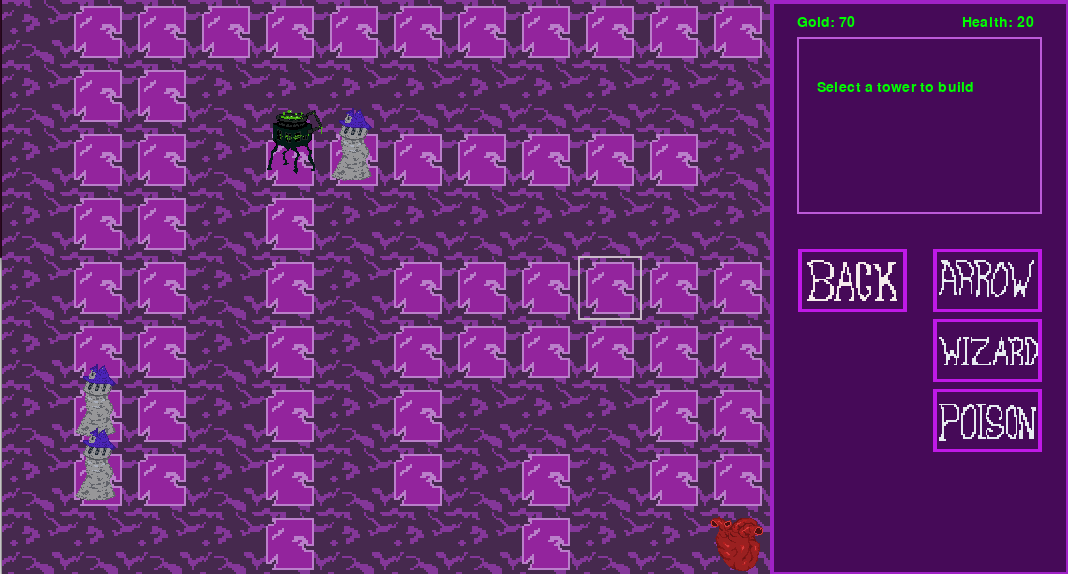 Gold: 70 Health: 20
Select a tower to build
BACK ARROW
WIZARD
POISON